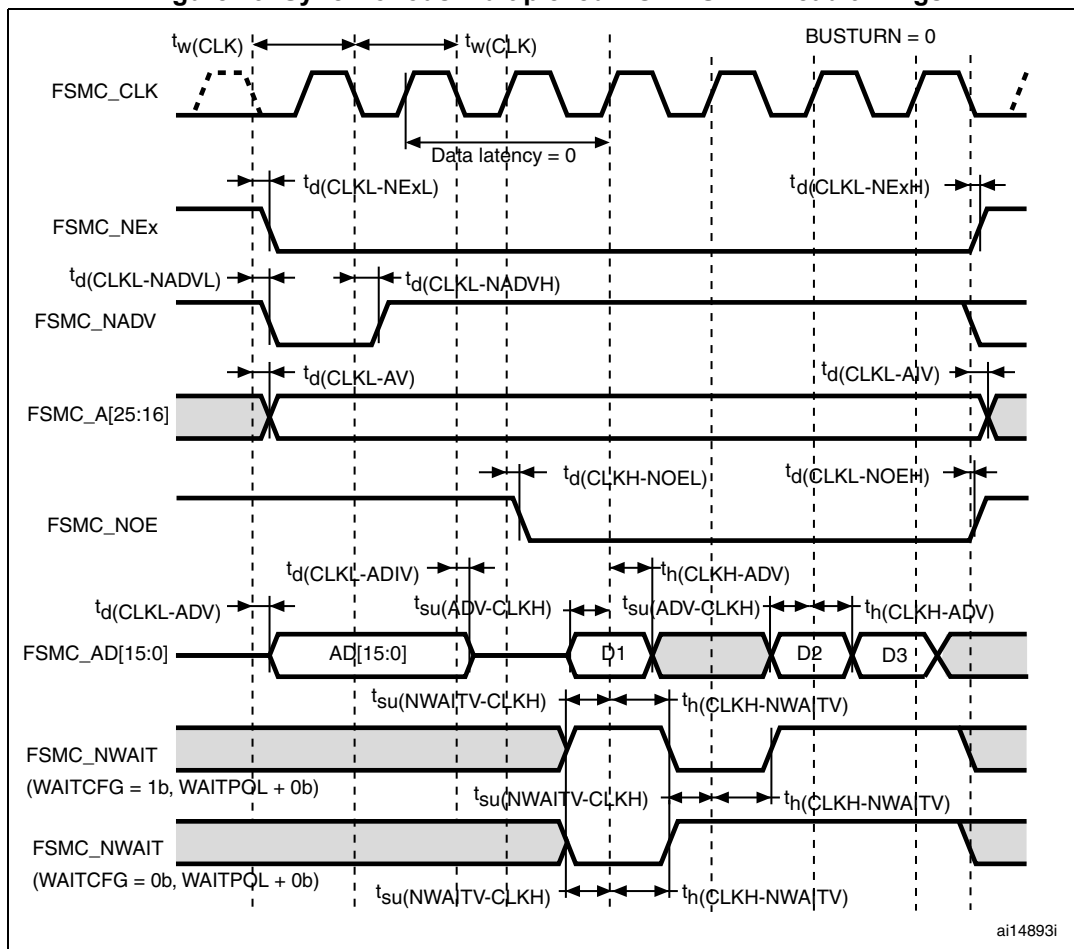 tw(CLK) tw(CLK) BUSTURN = 0
FSMC_CLK
Data latency = 0
td(CLKL-NExL) td(CLKL-NExH)
FSMC_NEx
td(CLKL-NADVL) td(CLKL-NADVH)
FSMC_NADV
td(CLKL-AV) td(CLKL-AIV)
FSMC_A[25:16]
td(CLKH-NOEL) td(CLKL-NOEH)
FSMC_NOE
td(CLKL-ADIV) th(CLKH-ADV)
td(CLKL-ADV) tsu(ADV-CLKH) tsu(ADV-CLKH) th(CLKH-ADV)
FSMC_AD[15:0] AD[15:0] D1 D2 D3
tsu(NWAITV-CLKH) th(CLKH-NWAITV)
FSMC_NWAIT
(WAITCFG = 1b, WAITPOL + 0b)
tsu(NWAITV-CLKH) th(CLKH-NWAITV)
FSMC_NWAIT
(WAITCFG = 0b, WAITPOL + 0b)
tsu(NWAITV-CLKH) th(CLKH-NWAITV)
ai14893i